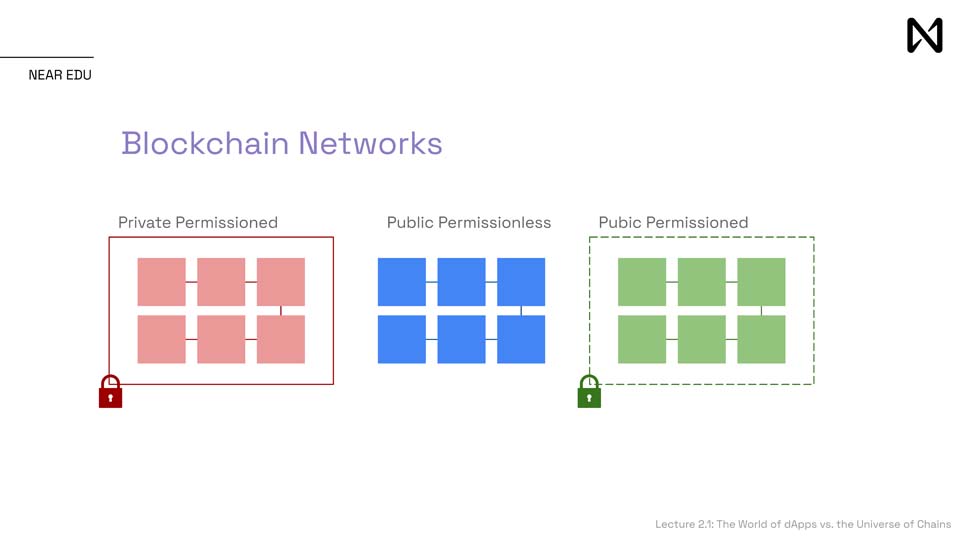 NEAR EDU
Blockchain Networks
Private Permissioned
Public Permissionless
Pubic Permissioned
Lecture 2.1: The World of dApps vs. the Universe of Chains